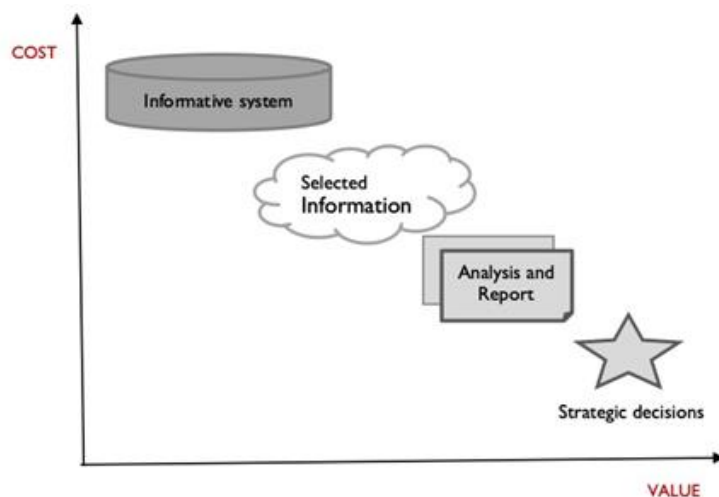 COST
Informative system
Selected
Information
Analysis and
Report
Strategic decisions
VALUE